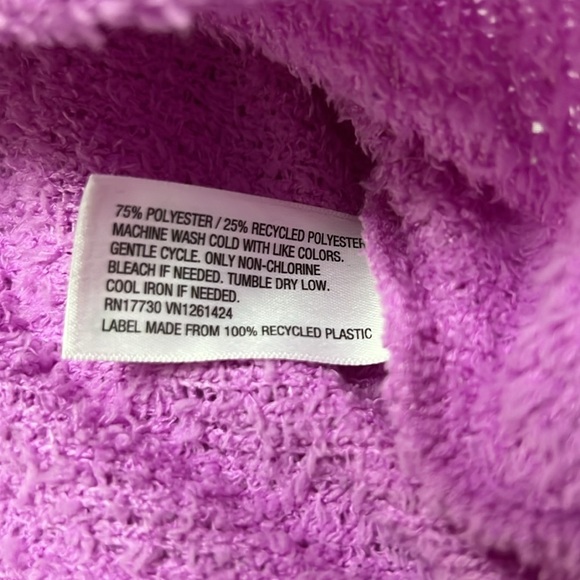 75% POLYESTER / 25% RECYCLED POLYESTER
MACHINE WASH COLD WITH LIKE COLORS.
GENTLE CYCLE. ONLY NON-CHLORINE
BLEACH IF NEEDED. TUMBLE DRY LOW.
COOL IRON IF NEEDED.
RN17730 VN1261424
LABEL MADE FROM 100% RECYCLED PLASTIC